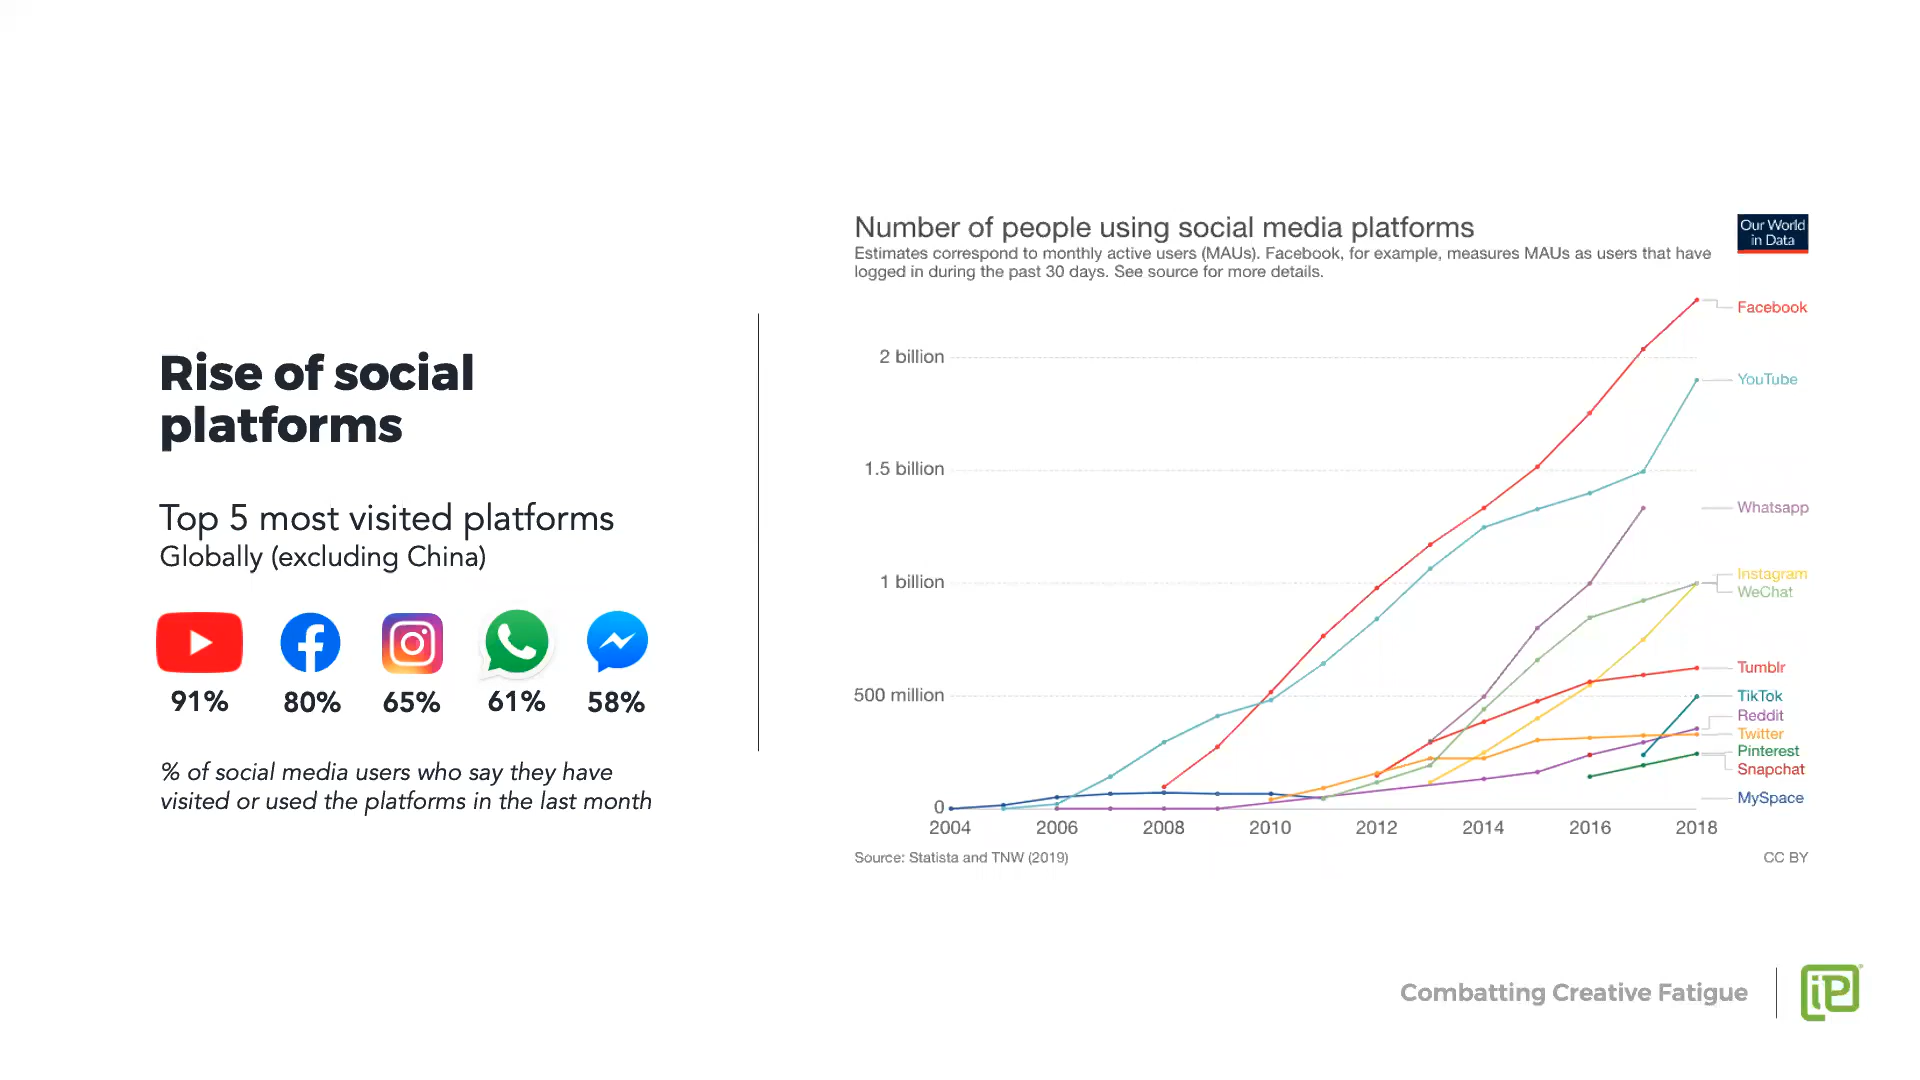 Rise of social
platforms
Top 5 most visited platforms
Globally (excluding China)
91% 80% 65% 61% 58%
% of social media users who say they have
visited or used the platforms in the last month
Number of people using social media platforms
Estimates correspond to monthly active users (MAUs). Facebook, for example, measures MAUs as users that have
logged in during the past 30 days. See source for more details.
Our World
in Data
2 billion
1.5 billion
1 billion
500 million
0
2004 2006 2008 2010 2012 2014 2016 2018
Facebook
YouTube
Whatsapp
Instagram
WeChat
Tumblr
TikTok
Reddit
Twitter
Pinterest
Snapchat
MySpace
Source: Statista and TNW (2019)
CC BY
Combatting Creative Fatigue
iP